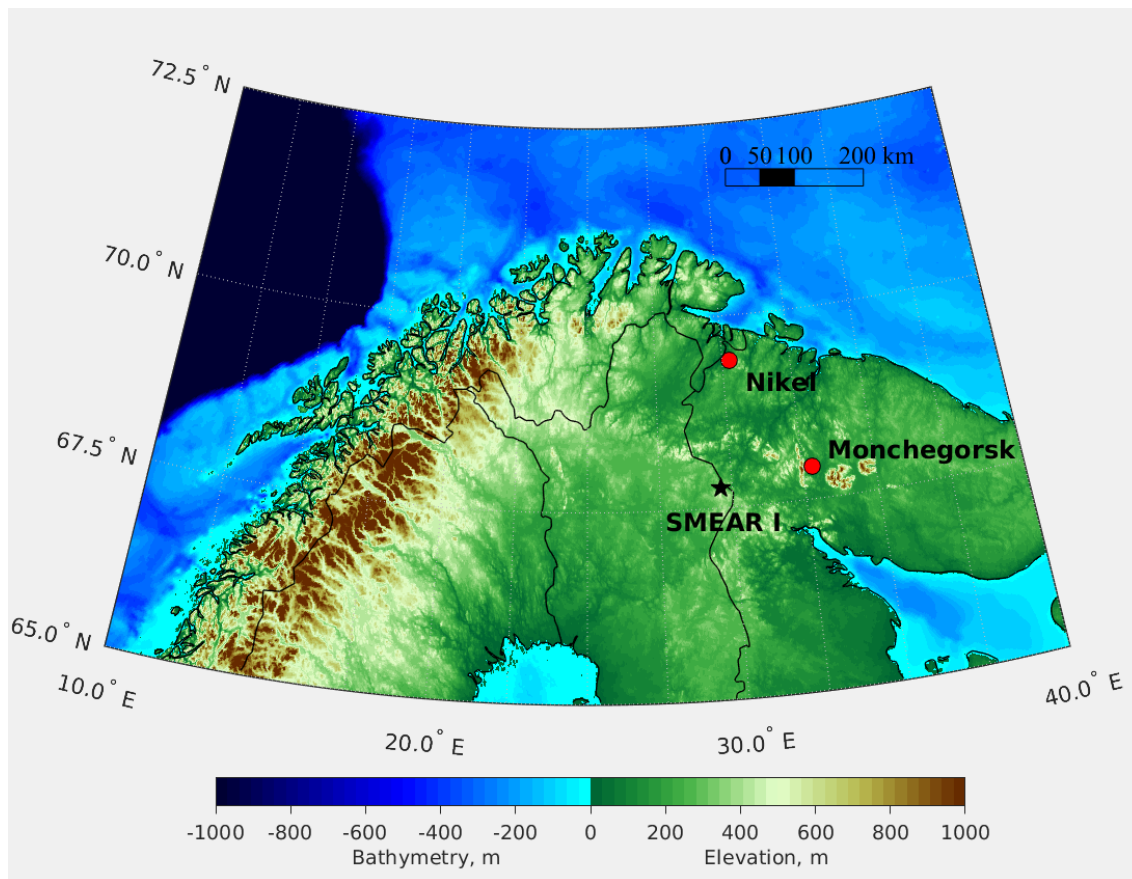 72.5° N
0 50 100 200 km
70.0° N
Nikel
67.5° N
Monchegorsk
SMEAR I
65.0° N
10.0° E
40.0° E
20.0° E
30.0° E
-1000 -800 -600 -400 -200 0 200 400 600 800 1000
Bathymetry, m Elevation, m